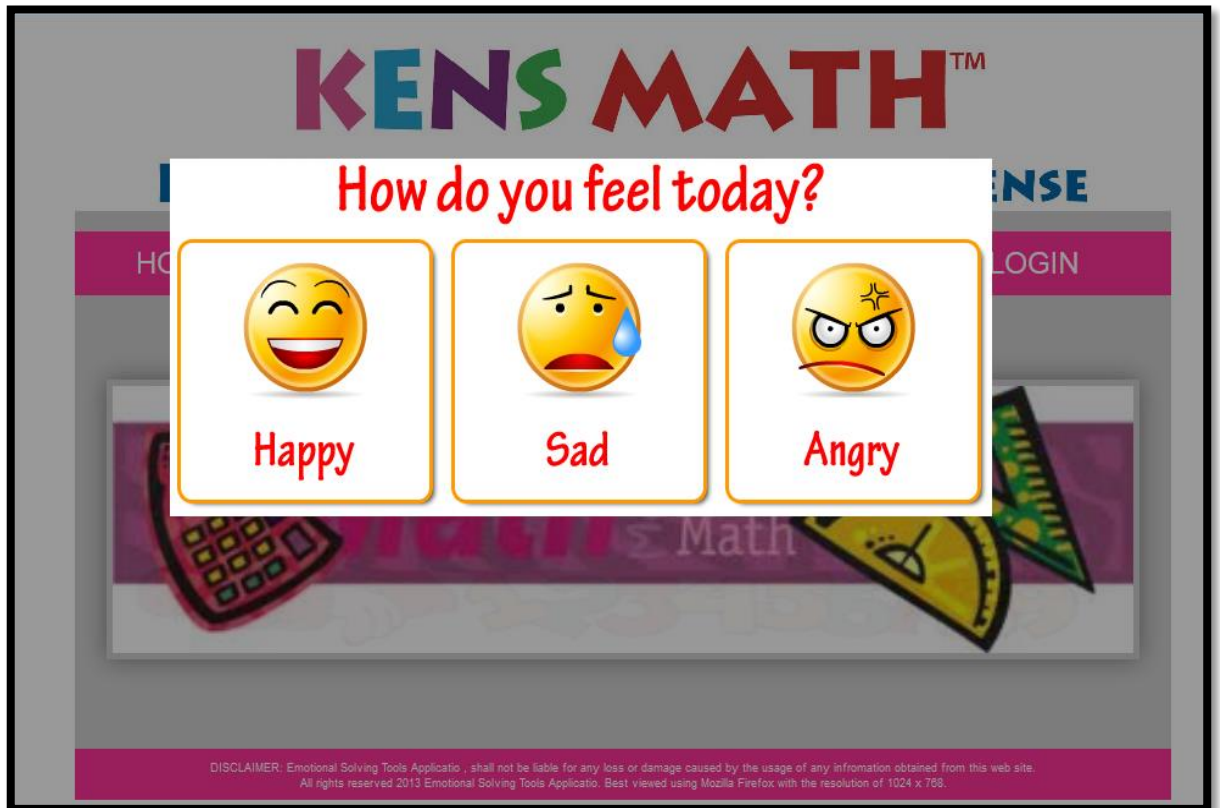 KENS MATH™
ENSE
How do you feel today?
HO
LOGIN
Happy
Sad
Angry
Math
Math
DISCLAIMER: Emotional Solving Tools Applicatio , shall not be liable for any loss or damage caused by the usage of any infromation obtained from this web site.
All rights reserved 2013 Emotional Solving Tools Applicatio. Best viewed using Mozilla Firefox with the resolution of 1024 x 768.